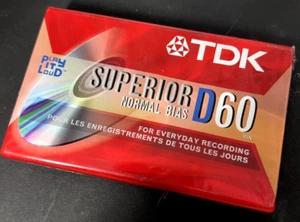 TDK
PLAY
IT
LOUD
SUPERIOR
NORMAL BIAS
D60
FOR EVERYDAY RECORDING
POUR LES ENREGISTREMENTS DE TOUS LES JOURS